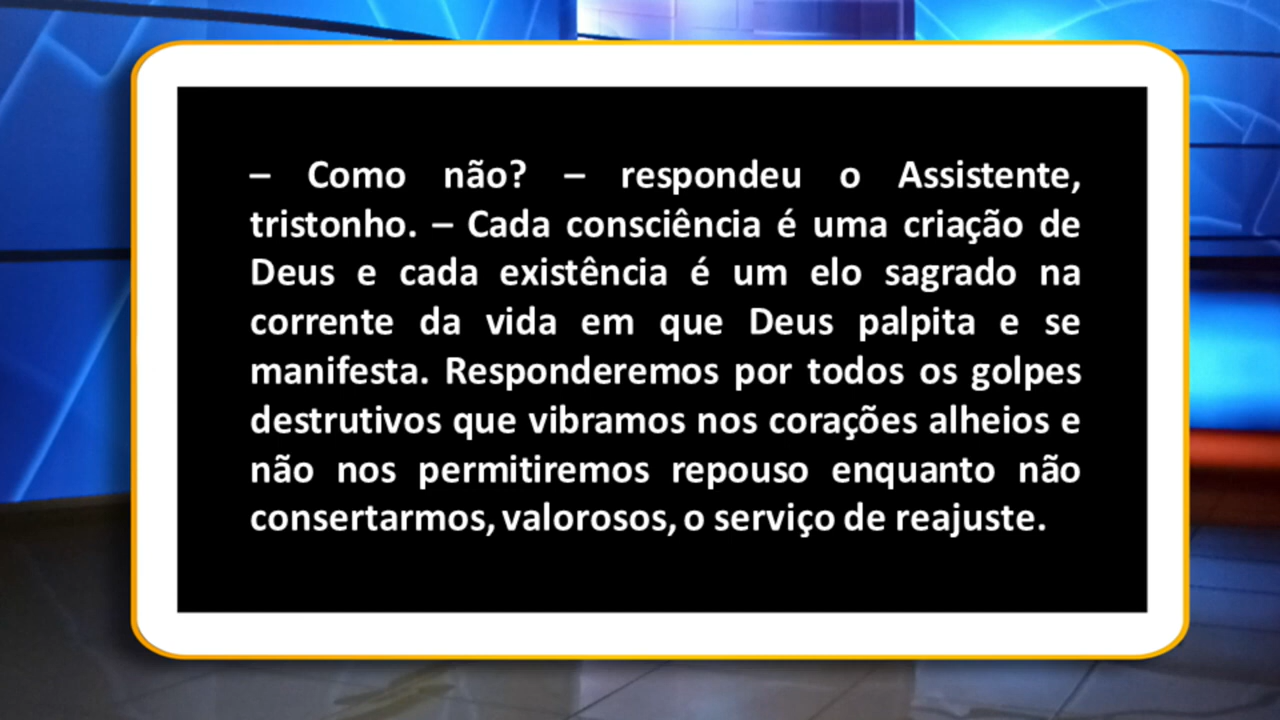 – Como não? – respondeu o Assistente,
tristonho. – Cada consciência é uma criação de
Deus e cada existência é um elo sagrado na
corrente da vida em que Deus palpita e se
manifesta. Responderemos por todos os golpes
destrutivos que vibramos nos corações alheios e
não nos permitiremos repouso enquanto não
consertarmos, valorosos, o serviço de reajuste.